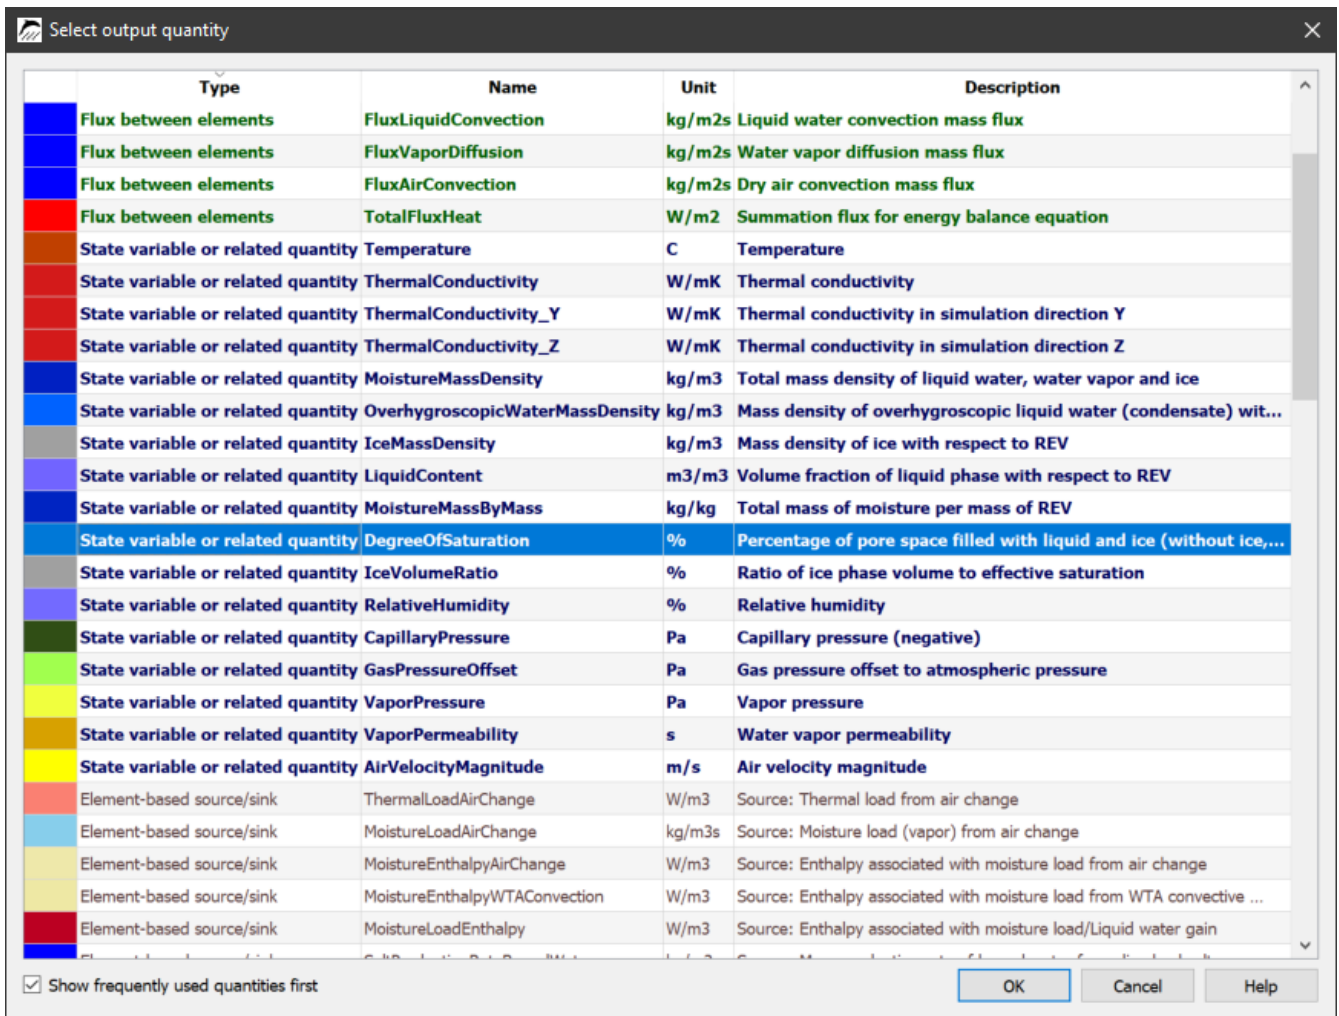 Select output quantity
Type Name Unit Description
Flux between elements FluxLiquidConvection kg/m2s Liquid water convection mass flux
Flux between elements FluxVaporDiffusion kg/m2s Water vapor diffusion mass flux
Flux between elements FluxAirConvection kg/m2s Dry air convection mass flux
Flux between elements TotalFluxHeat W/m2 Summation flux for energy balance equation
State variable or related quantity Temperature C Temperature
State variable or related quantity ThermalConductivity W/mK Thermal conductivity
State variable or related quantity ThermalConductivity_Y W/mK Thermal conductivity in simulation direction Y
State variable or related quantity ThermalConductivity_Z W/mK Thermal conductivity in simulation direction Z
State variable or related quantity MoistureMassDensity kg/m3 Total mass density of liquid water, water vapor and ice
State variable or related quantity OverhygroscopicWaterMassDensity kg/m3 Mass density of overhygroscopic liquid water (condensate) wit...
State variable or related quantity IceMassDensity kg/m3 Mass density of ice with respect to REV
State variable or related quantity LiquidContent m3/m3 Volume fraction of liquid phase with respect to REV
State variable or related quantity MoistureMassByMass kg/kg Total mass of moisture per mass of REV
State variable or related quantity DegreeOfSaturation % Percentage of pore space filled with liquid and ice (without ice,...
State variable or related quantity IceVolumeRatio % Ratio of ice phase volume to effective saturation
State variable or related quantity RelativeHumidity % Relative humidity
State variable or related quantity CapillaryPressure Pa Capillary pressure (negative)
State variable or related quantity GasPressureOffset Pa Gas pressure offset to atmospheric pressure
State variable or related quantity VaporPressure Pa Vapor pressure
State variable or related quantity VaporPermeability s Water vapor permeability
State variable or related quantity AirVelocityMagnitude m/s Air velocity magnitude
Element-based source/sink ThermalLoadAirChange W/m3 Source: Thermal load from air change
Element-based source/sink MoistureLoadAirChange kg/m3s Source: Moisture load (vapor) from air change
Element-based source/sink MoistureEnthalpyAirChange W/m3 Source: Enthalpy associated with moisture load from air change
Element-based source/sink MoistureEnthalpyWTAConvection W/m3 Source: Enthalpy associated with moisture load from WTA convective ...
Element-based source/sink MoistureLoadEnthalpy W/m3 Source: Enthalpy associated with moisture load/Liquid water gain
Show frequently used quantities first OK Cancel Help